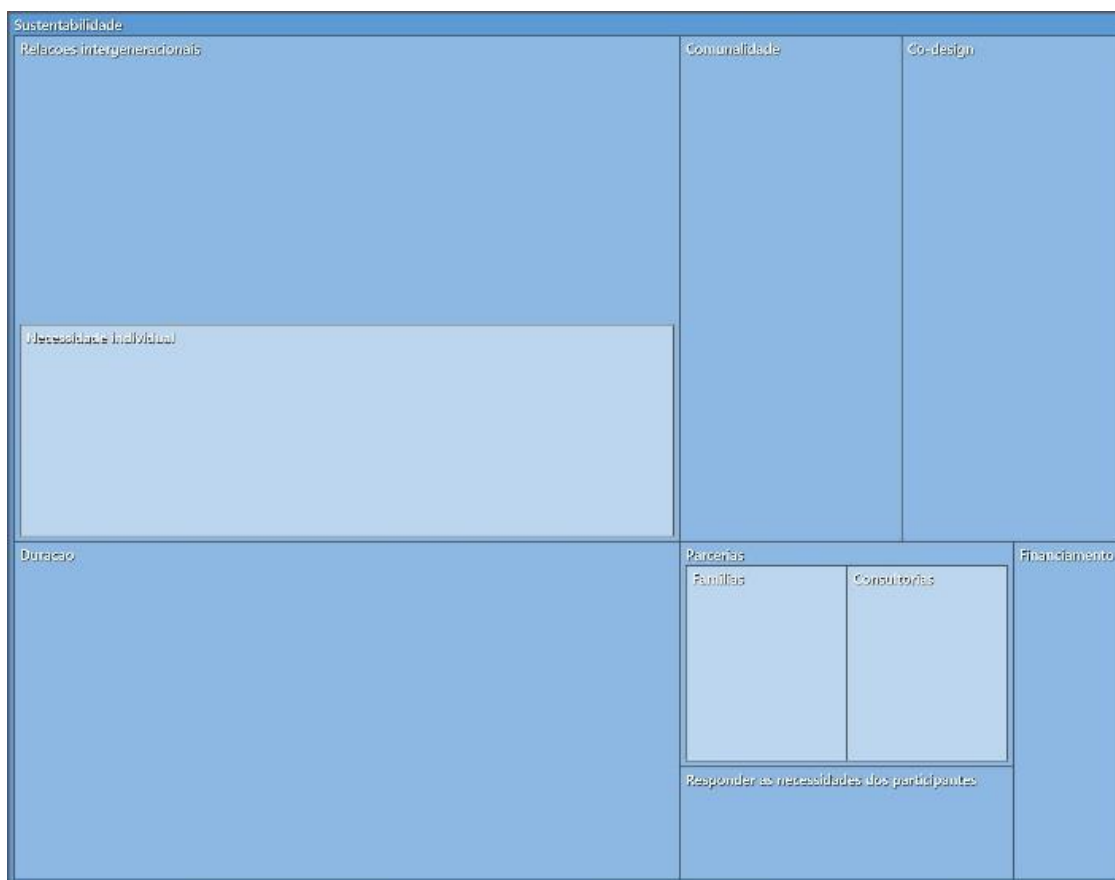 Sustentabilidade
Relacoes intergeneracionais
Comunalidade
Co-design
Necessidade Individual
Duracao
Parcerias
Financiamento
Familias
Consultorias
Responder as necessidades dos participantes